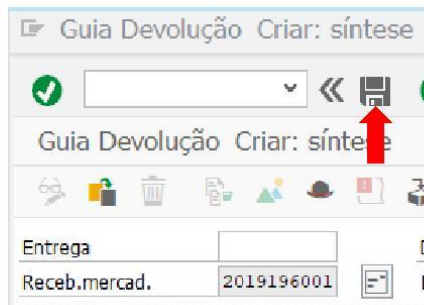 Guia Devolução Criar: síntese
Guia Devolução Criar: síntese
Entrega
Receb.mercad. 2019196001